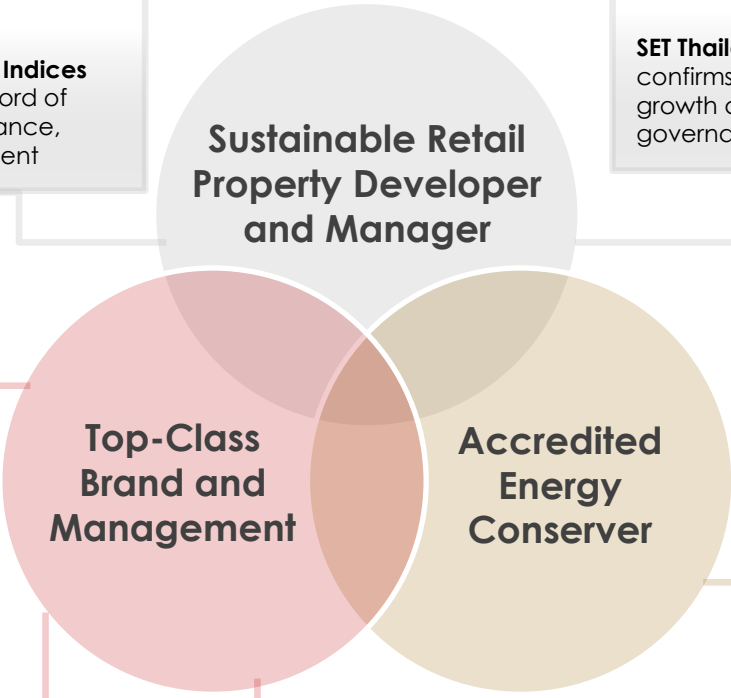 Indices
ord of
ance,
ent
SET Thail
confirms
growth
governa
Sustainable Retail
Property Developer
and Manager
Top-Class
Brand and
Management
Accredited
Energy
Conserver